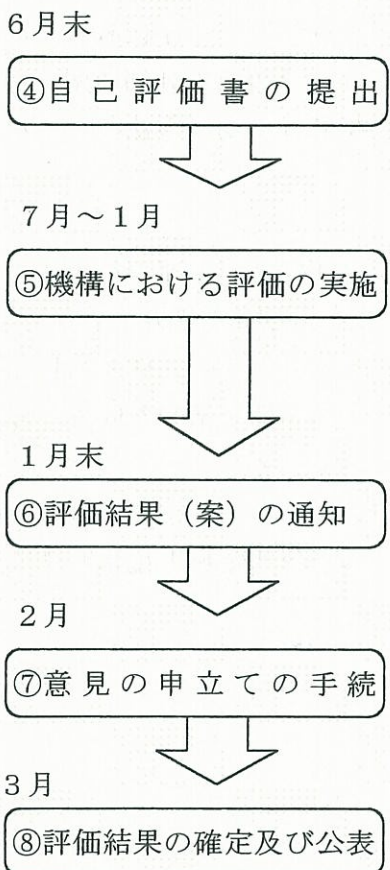 6月末
④自己評価書の提出
7月~1月
⑤機構における評価の実施
1月末
⑥評価結果(案)の通知
2月
⑦意見の申立ての手続
3月
⑧評価結果の確定及び公表